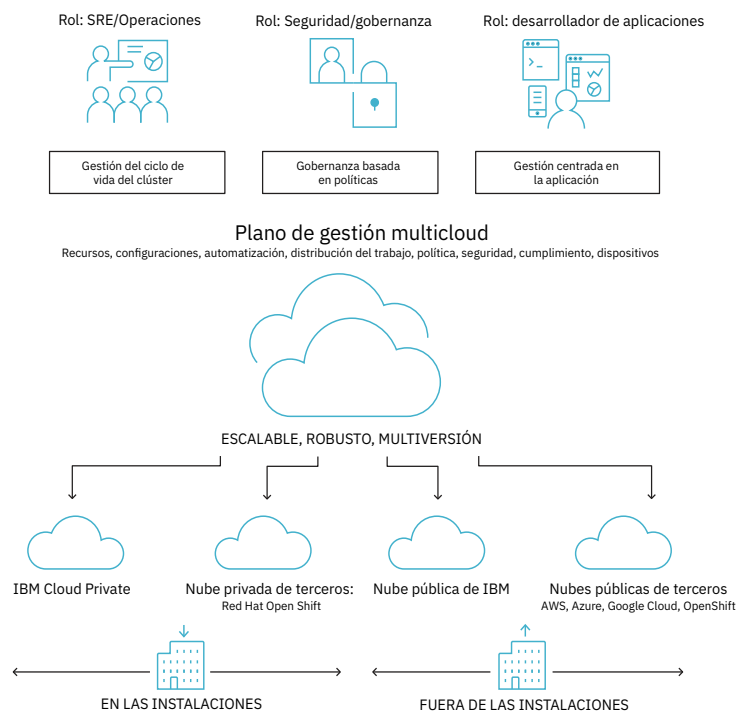 Rol: SRE/Operaciones
Rol: Seguridad/gobernanza
Rol: desarrollador de aplicaciones
Gestión del ciclo de
vida del clúster
Gobernanza basada
en políticas
Gestión centrada en
la aplicación
Plano de gestión multicloud
Recursos, configuraciones, automatización, distribución del trabajo, política, seguridad, cumplimiento, dispositivos
ESCALABLE, ROBUSTO, MULTIVERSIÓN
IBM Cloud Private
Nube privada de terceros:
Red Hat Open Shift
Nube pública de IBM
Nubes públicas de terceros
AWS, Azure, Google Cloud, OpenShift
EN LAS INSTALACIONES
FUERA DE LAS INSTALACIONES